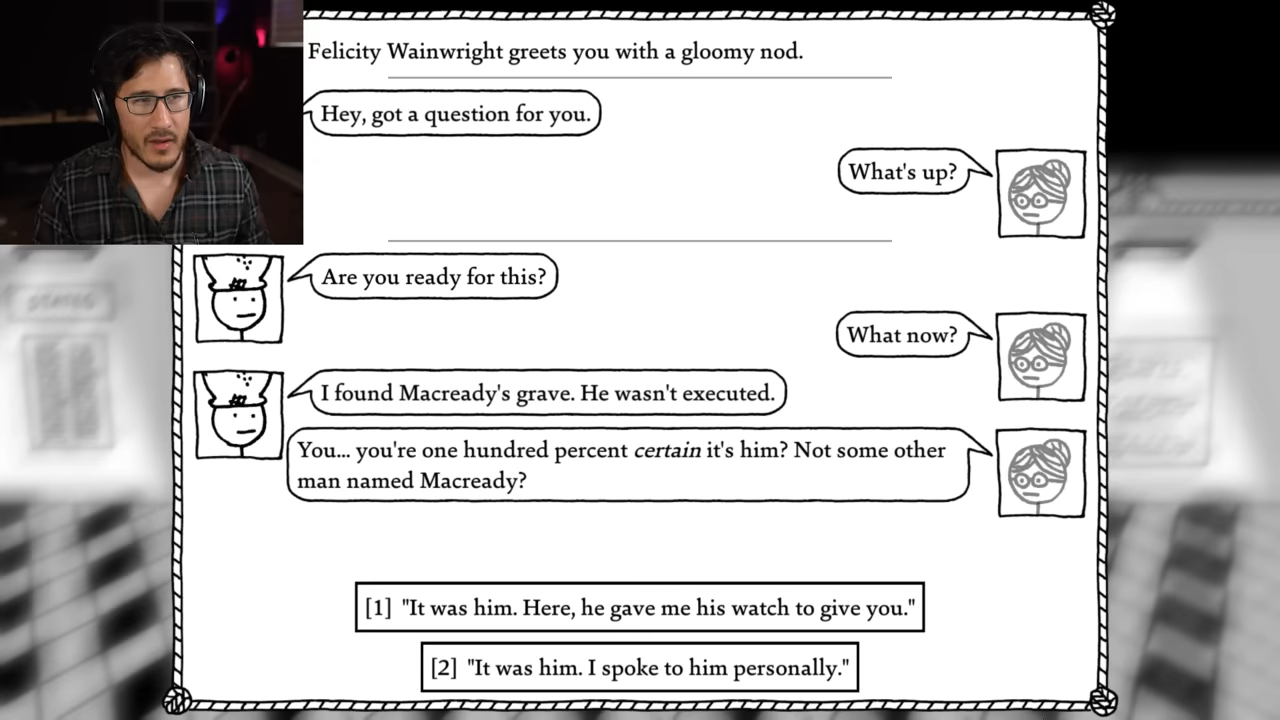 Felicity Wainwright greets you with a gloomy nod.
Hey, got a question for you.
What's up?
Are you ready for this?
What now?
I found Macready's grave. He wasn't executed.
You... you're one hundred percent certain it's him? Not some other
man named Macready?
[1] "It was him. Here, he gave me his watch to give you."
[2] "It was him. I spoke to him personally."